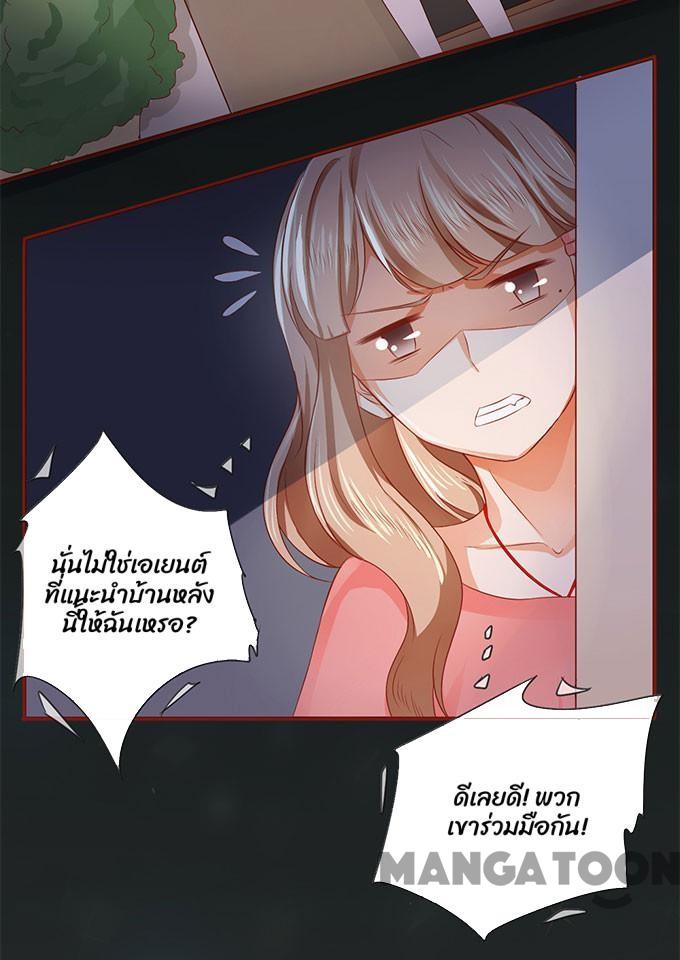 นั่นไม่ใช่เอเยนต์
ที่แนะนำบ้านหลัง
นี้ให้ฉันเหรอ?
ดีเลยดี! พวก
เขาร่วมมือกัน!
MANGATOON